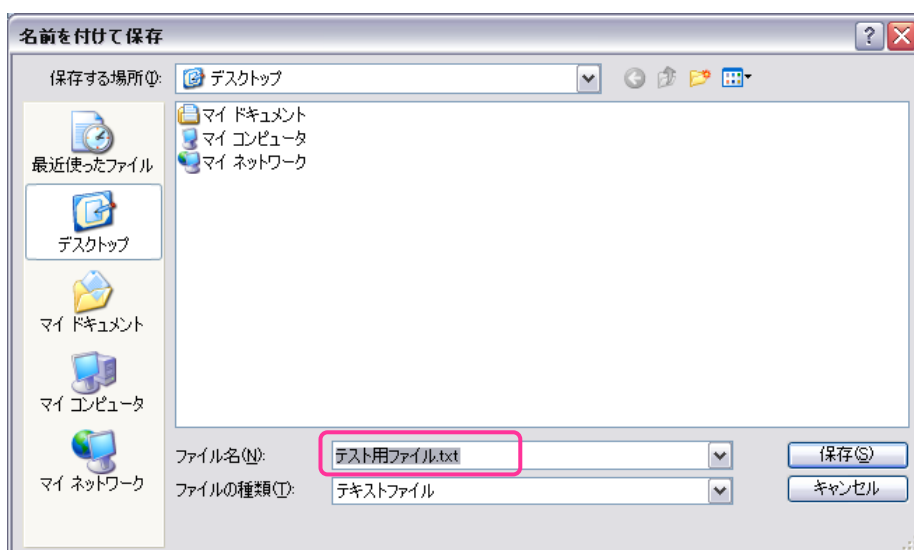 名前を付けて保存
保存する場所(I):
デスクトップ
マイ ドキュメント
マイ コンピュータ
マイ ネットワーク
最近使ったファイル
デスクトップ
マイ ドキュメント
マイ コンピュータ
マイ ネットワーク
ファイル名(N):
テスト用ファイル.txt
保存(S)
ファイルの種類(T):
テキストファイル
キャンセル